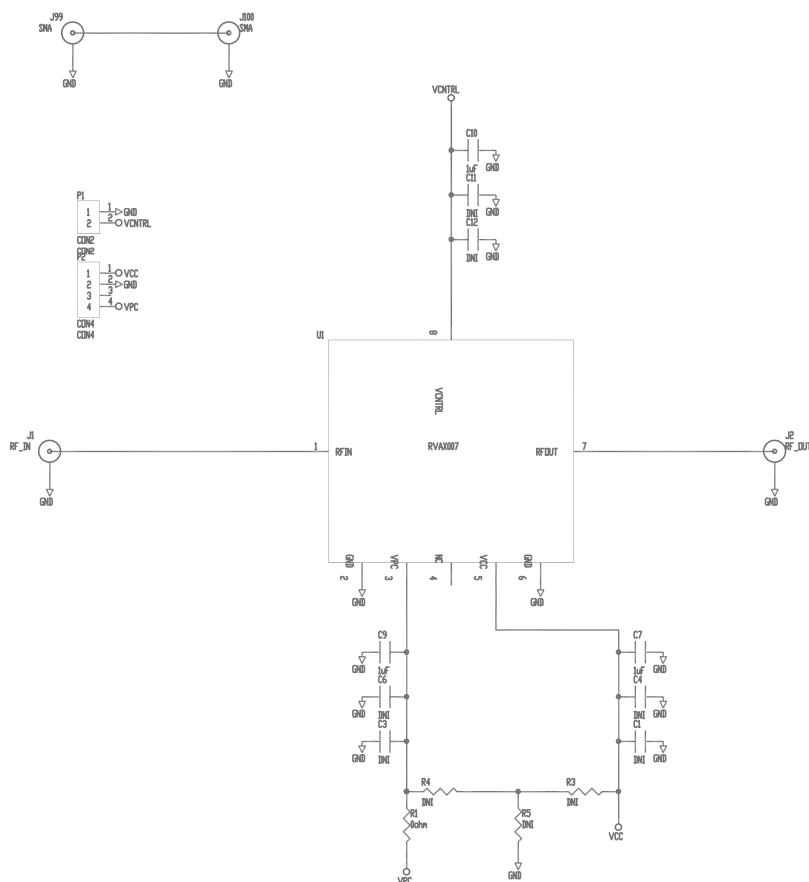 J99
SMA
GND
J100
SMA
GND
VCNTRL
C10
1uF
GND
C11
DNI
GND
C12
DNI
GND
P1
1 1 GND
2 2 VCNTRL
CON2
CON2
P2
1 1 VCC
2 2 GND
3 3
4 4 VPC
CON4
CON4
U1
8
VCNTRL
J1
RF_IN
GND
1 RFIN
RVAX007
RFOUT 7
J2
RF_OUT
GND
GND
2
GND
VPC
3
NC
4
VCC
5
GND
6
GND
C9
1uF
GND
C6
DNI
GND
C3
DNI
GND
C7
1uF
GND
C4
DNI
GND
C1
DNI
GND
R4
DNI
R3
DNI
R1
0ohm
R5
DNI
VPC
GND
VCC